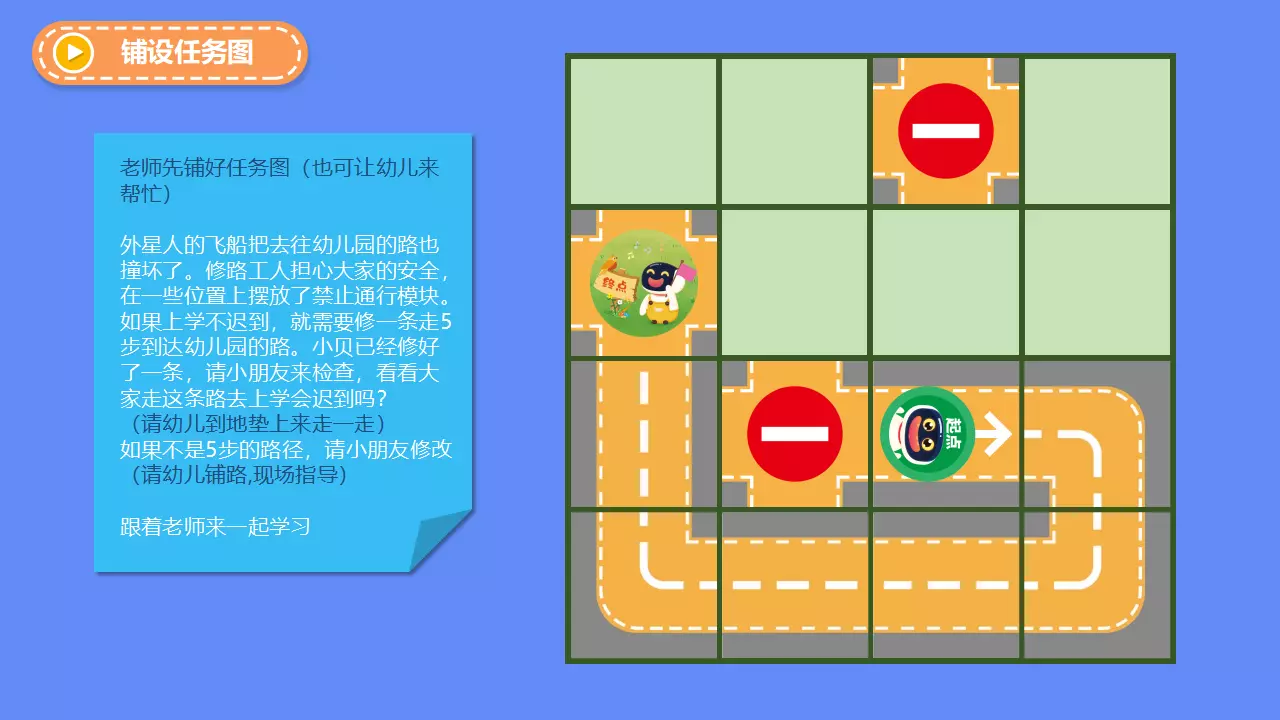 铺设任务图
老师先铺好任务图（也可让幼儿来
帮忙）
外星人的飞船把去往幼儿园的路也
撞坏了。修路工人担心大家的安全，
在一些位置上摆放了禁止通行模块。
如果上学不迟到，就需要修一条走5
步到达幼儿园的路。小贝已经修好
了一条，请小朋友来检查，看看大
家走这条路去上学会迟到吗？
（请幼儿到地垫上来走一走）
如果不是5步的路径，请小朋友修改
（请幼儿铺路,现场指导）
跟着老师来一起学习
终点
起点